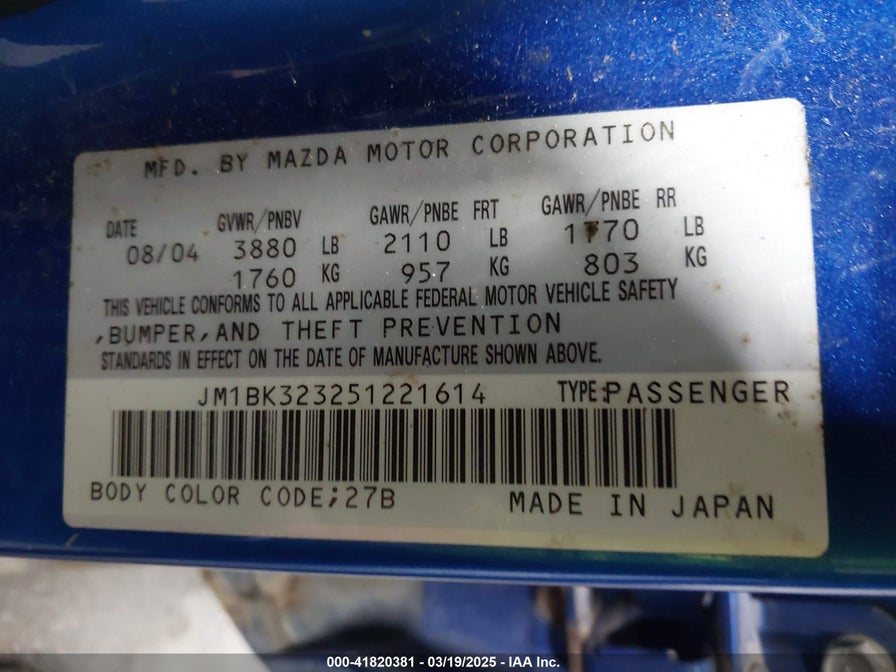 MFD. BY MAZDA MOTOR CORPORATION
DATE GVWR/PNBV GAWR/PNBE FRT GAWR/PNBE RR
08/04 3880 LB 2110 LB 1770 LB
1760 KG 957 KG 803 KG
THIS VEHICLE CONFORMS TO ALL APPLICABLE FEDERAL MOTOR VEHICLE SAFETY
,BUMPER,AND THEFT PREVENTION
STANDARDS IN EFFECT ON THE DATE OF MANUFACTURE SHOWN ABOVE.
JM1BK323251221614 TYPE:PASSENGER
BODY COLOR CODE;27B MADE IN JAPAN
000-41820381 - 03/19/2025 - IAA Inc.